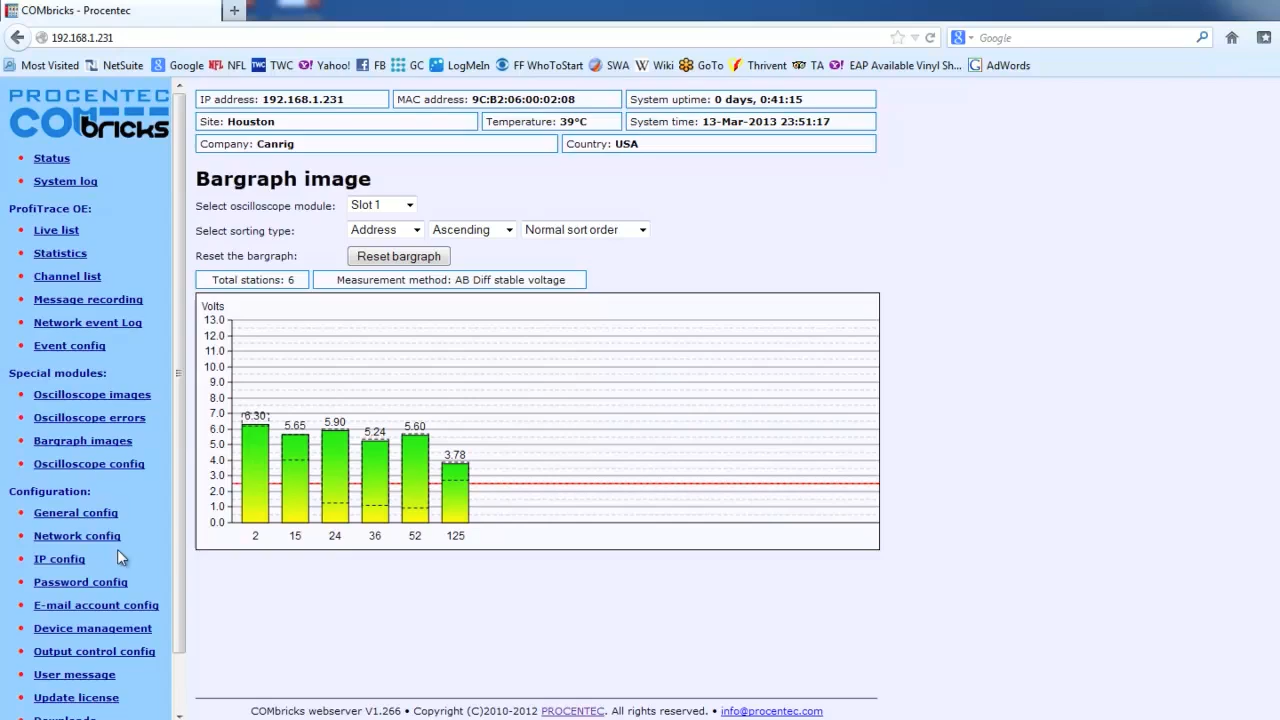 COMbricks - Procentec
192.168.1.231
Google
Most Visited NetSuite Google NFL TWC Yahoo! FB GC LogMeIn FF WhoToStart SWA Wiki GoTo Thrivent TA EAP Available Vinyl Sh... AdWords
PROCENTEC
COMbricks
Status
System log
ProfiTrace OE:
Live list
Statistics
Channel list
Message recording
Network event Log
Event config
Special modules:
Oscilloscope images
Oscilloscope errors
Bargraph images
Oscilloscope config
Configuration:
General config
Network config
IP config
Password config
E-mail account config
Device management
Output control config
User message
Update license
Downloads
IP address: 192.168.1.231 MAC address: 9C:B2:06:00:02:08 System uptime: 0 days, 0:41:15
Site: Houston Temperature: 39°C System time: 13-Mar-2013 23:51:17
Company: Canrig Country: USA
Bargraph image
Select oscilloscope module: Slot 1
Select sorting type: Address Ascending Normal sort order
Reset the bargraph: Reset bargraph
Total stations: 6 Measurement method: AB Diff stable voltage
Volts
13.0
12.0
11.0
10.0
9.0
8.0
7.0
6.0
5.0
4.0
3.0
2.0
1.0
0.0
6.30 5.65 5.90 5.24 5.60 3.78
2 15 24 36 52 125
COMbricks webserver V1.266 • Copyright (C)2010-2012 PROCENTEC. All rights reserved. • info@procentec.com